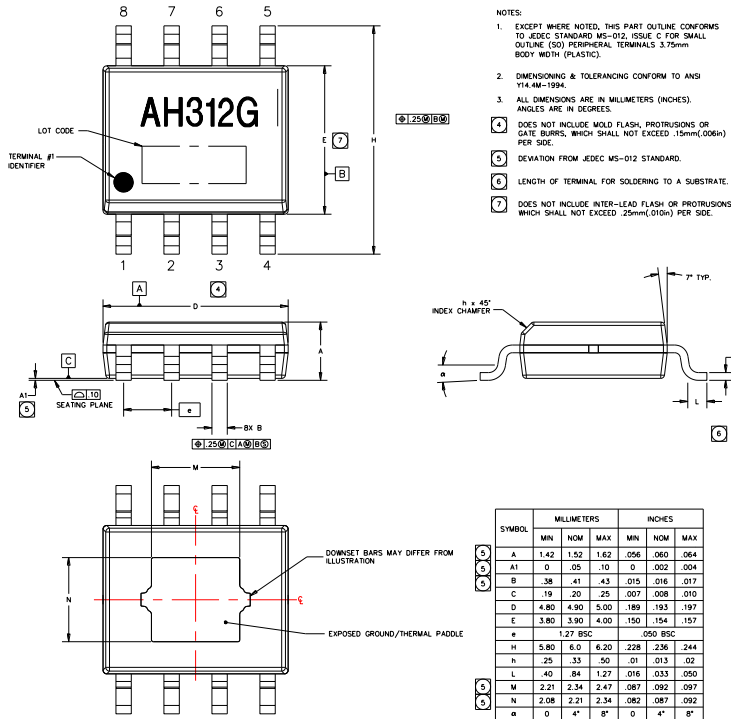 8 7 6 5
AH312G
LOT CODE
TERMINAL #1
IDENTIFIER
1 2 3 4
E 7
B
H
⌖ .25Ⓜ BⓂ
NOTES:
1. EXCEPT WHERE NOTED, THIS PART OUTLINE CONFORMS
TO JEDEC STANDARD MS-012, ISSUE C FOR SMALL
OUTLINE (SO) PERIPHERAL TERMINALS 3.75mm
BODY WIDTH (PLASTIC).
2. DIMENSIONING & TOLERANCING CONFORM TO ANSI
Y14.4M-1994.
3. ALL DIMENSIONS ARE IN MILLIMETERS (INCHES).
ANGLES ARE IN DEGREES.
4 DOES NOT INCLUDE MOLD FLASH, PROTRUSIONS OR
GATE BURRS, WHICH SHALL NOT EXCEED .15mm(.006in)
PER SIDE.
5 DEVIATION FROM JEDEC MS-012 STANDARD.
6 LENGTH OF TERMINAL FOR SOLDERING TO A SUBSTRATE.
7 DOES NOT INCLUDE INTER-LEAD FLASH OR PROTRUSIONS
WHICH SHALL NOT EXCEED .25mm(.010in) PER SIDE.
A 4
D
A
C
A1
5
SEATING PLANE
⌓ .10
e
8X B
⌖ .25Ⓜ C AⓂ BⓈ
7° TYP.
h x 45°
INDEX CHAMFER
α
L
6
M
N
℄
℄
DOWNSET BARS MAY DIFFER FROM
ILLUSTRATION
EXPOSED GROUND/THERMAL PADDLE
SYMBOL MILLIMETERS INCHES
MIN NOM MAX MIN NOM MAX
5 A 1.42 1.52 1.62 .056 .060 .064
5 A1 0 .05 .10 0 .002 .004
5 B .38 .41 .43 .015 .016 .017
C .19 .20 .25 .007 .008 .010
D 4.80 4.90 5.00 .189 .193 .197
E 3.80 3.90 4.00 .150 .154 .157
e 1.27 BSC .050 BSC
H 5.80 6.0 6.20 .228 .236 .244
h .25 .33 .50 .01 .013 .02
L .40 .84 1.27 .016 .033 .050
5 M 2.21 2.34 2.47 .087 .092 .097
5 N 2.08 2.21 2.34 .082 .087 .092
α 0 4° 8° 0 4° 8°